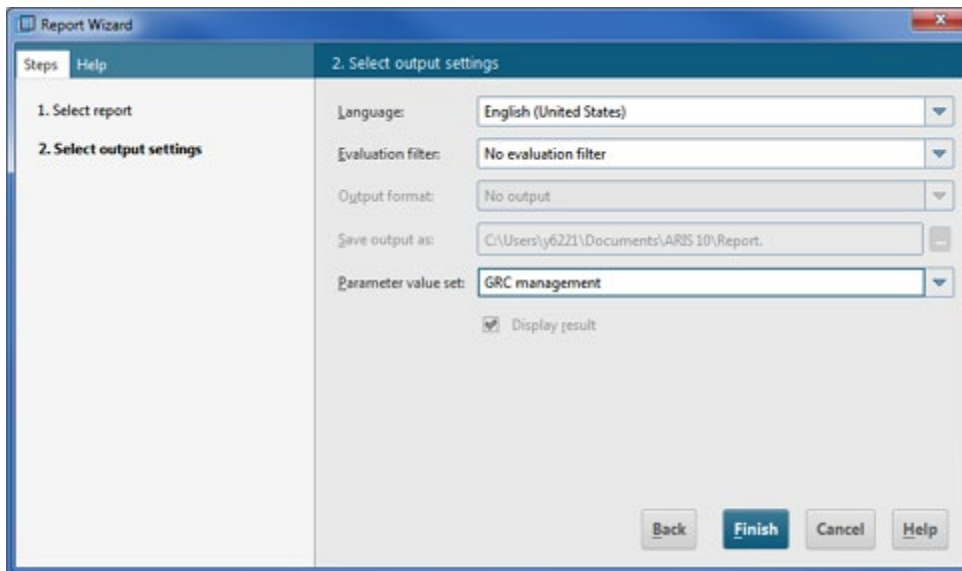 Report Wizard
Steps Help
1. Select report
2. Select output settings
2. Select output settings
Language: English (United States)
Evaluation filter: No evaluation filter
Output format: No output
Save output as: C:\Users\y6221\Documents\ARIS 10\Report.
Parameter value set: GRC management
Display result
Back Finish Cancel Help